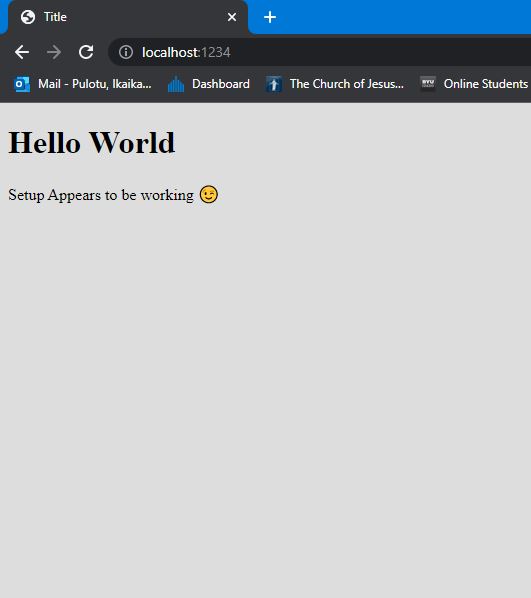 Title
localhost:1234
Mail - Pulotu, Ikaika... Dashboard The Church of Jesus... BYU Online Students
Hello World
Setup Appears to be working 😉